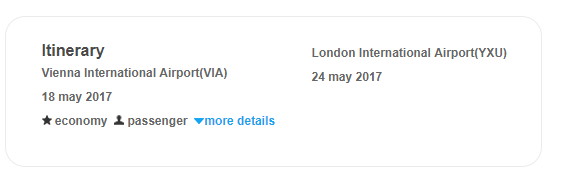 Itinerary
Vienna International Airport(VIA)
18 may 2017
economy passenger more details
London International Airport(YXU)
24 may 2017